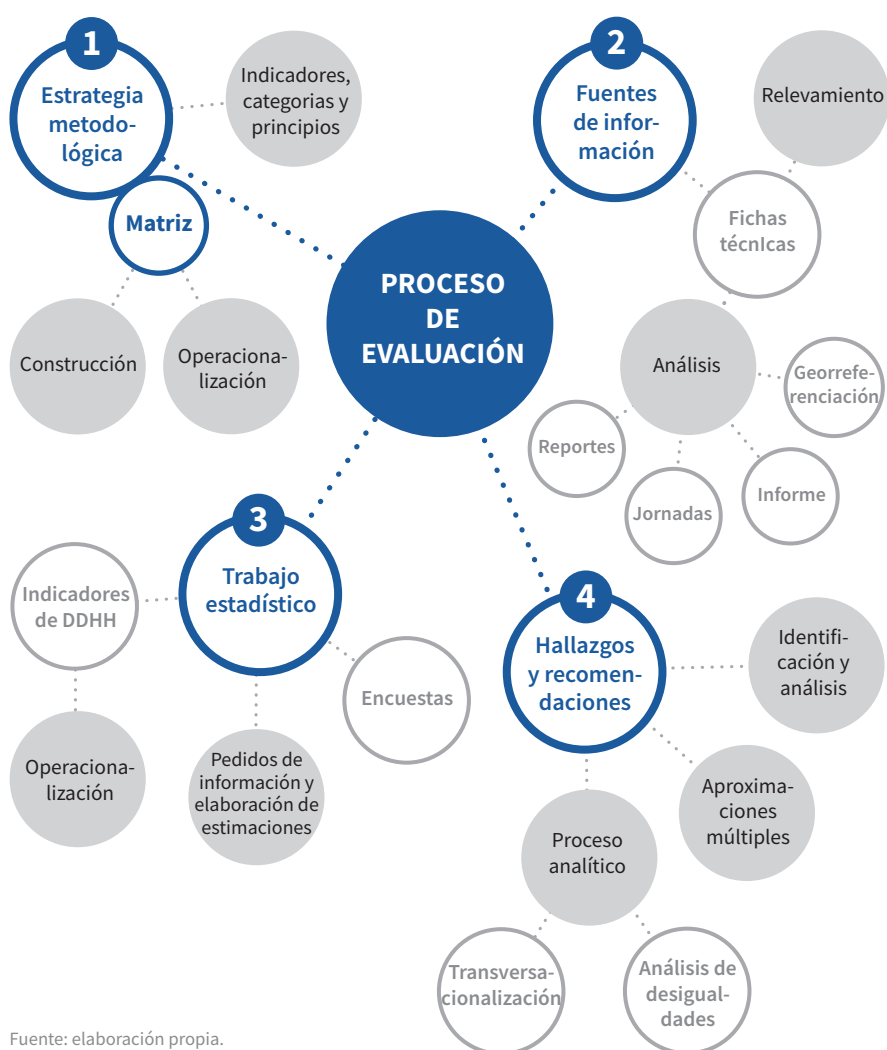 1
Estrategia
metodo-
lógica
Indicadores,
categorias y
principios
Matriz
Construcción
Operaciona-
lización
PROCESO
DE
EVALUACIÓN
2
Fuentes
de infor-
mación
Relevamiento
Fichas
técnIcas
Análisis
Georrefe-
renciación
Reportes
Jornadas
Informe
3
Trabajo
estadístico
Indicadores
de DDHH
Operaciona-
lización
Pedidos de
información y
elaboración de
estimaciones
Encuestas
4
Hallazgos
y recomen-
daciones
Identifi-
cación y
análisis
Aproxima-
ciones
múltiples
Proceso
analítico
Transversa-
cionalización
Análisis de
desigual-
dades
Fuente: elaboración propia.